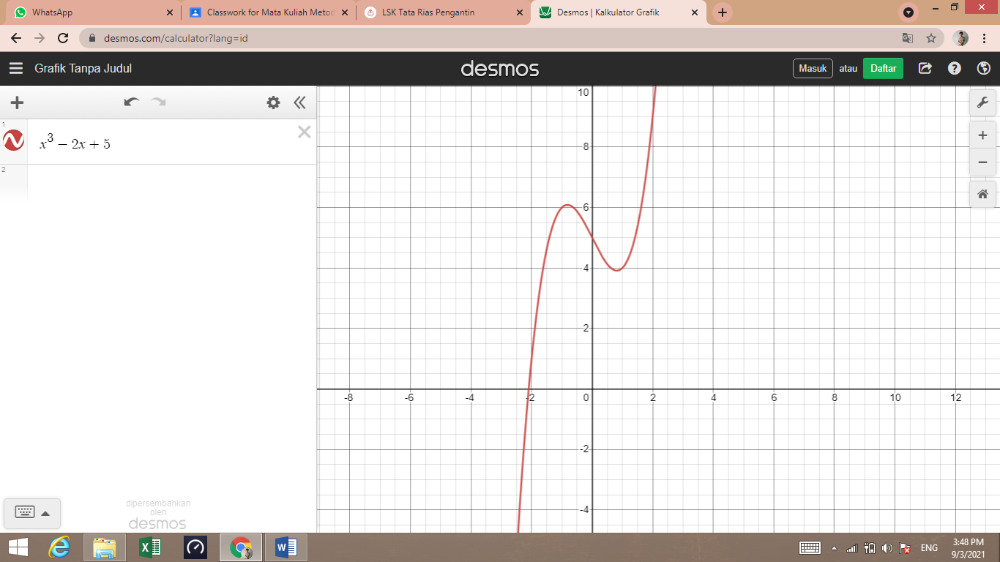 WhatsApp
Classwork for Mata Kuliah Metod
LSK Tata Rias Pengantin
Desmos | Kalkulator Grafik
desmos.com/calculator?lang=id
Grafik Tanpa Judul
desmos
Masuk atau Daftar
1
x³ − 2x + 5
2
10
8
6
4
2
-8 -6 -4 -2 0 2 4 6 8 10 12
-2
-4
dipersembahkan
oleh
desmos
ENG
3:48 PM
9/3/2021